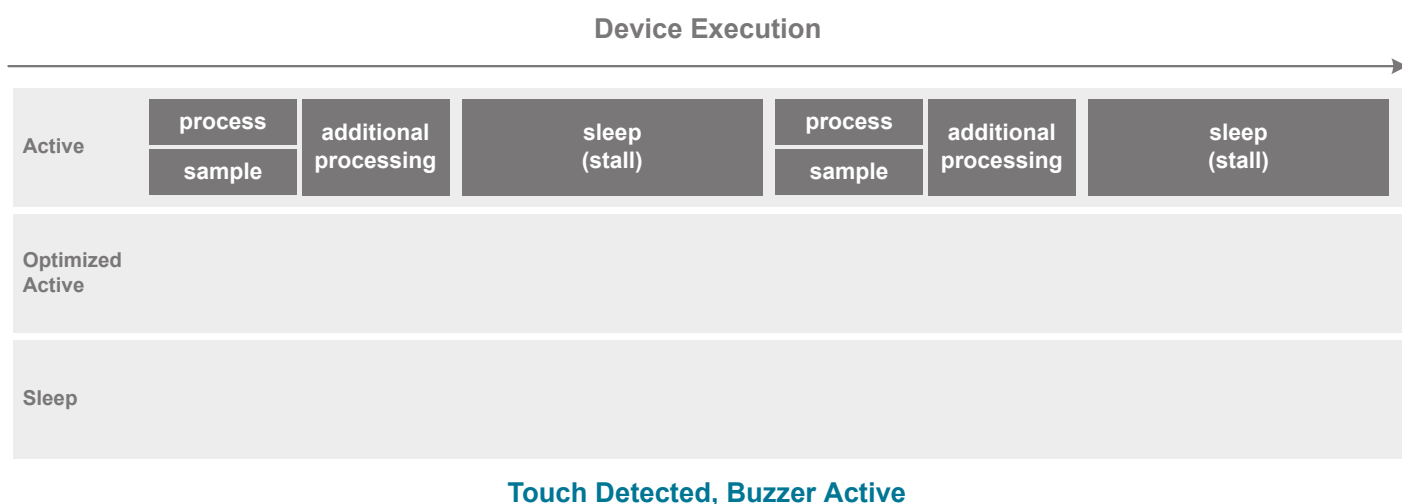 Device Execution
Active
process
sample
additional
processing
sleep
(stall)
process
sample
additional
processing
sleep
(stall)
Optimized
Active
Sleep
Touch Detected, Buzzer Active